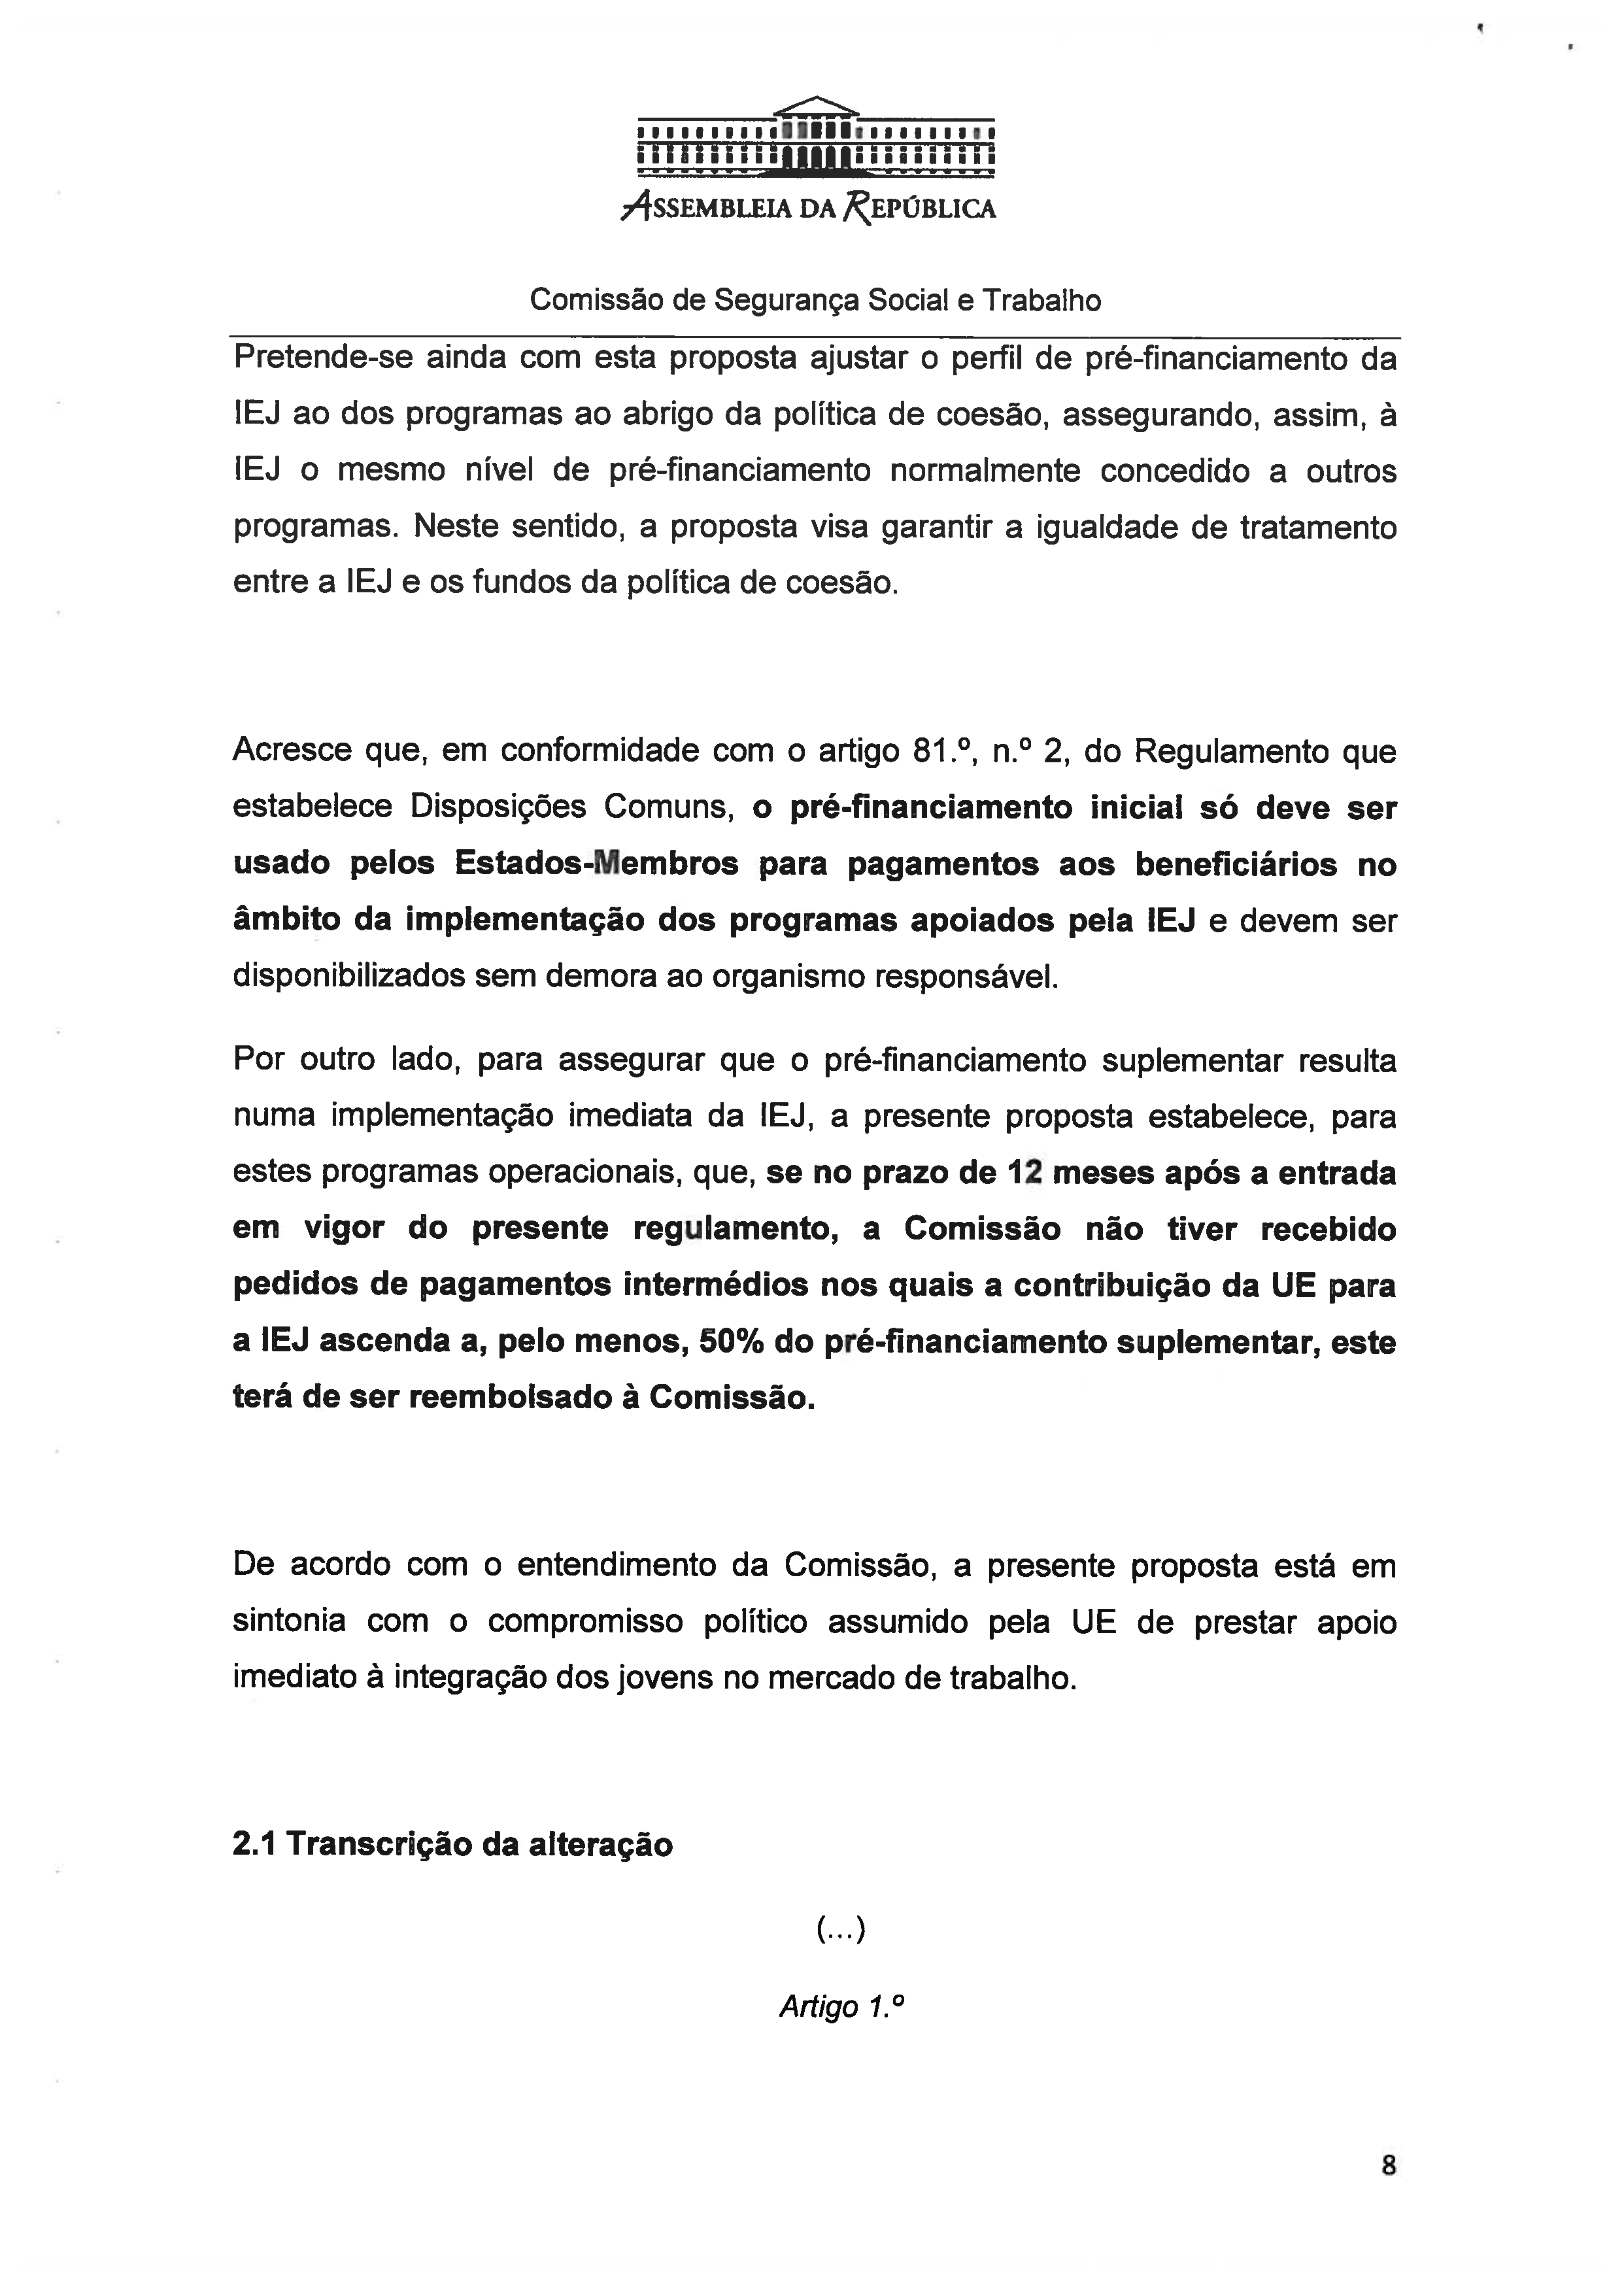 ASSEMBLEIA DA REPÚBLICA
Comissão de Segurança Social e Trabalho
Pretende-se ainda com esta proposta ajustar o perfil de pré-financiamento da
IEJ ao dos programas ao abrigo da política de coesão, assegurando, assim, à
IEJ o mesmo nível de pré-financiamento normalmente concedido a outros
programas. Neste sentido, a proposta visa garantir a igualdade de tratamento
entre a IEJ e os fundos da política de coesão.
Acresce que, em conformidade com o artigo 81.º, n.º 2, do Regulamento que
estabelece Disposições Comuns, o pré-financiamento inicial só deve ser
usado pelos Estados-Membros para pagamentos aos beneficiários no
âmbito da implementação dos programas apoiados pela IEJ e devem ser
disponibilizados sem demora ao organismo responsável.
Por outro lado, para assegurar que o pré-financiamento suplementar resulta
numa implementação imediata da IEJ, a presente proposta estabelece, para
estes programas operacionais, que, se no prazo de 12 meses após a entrada
em vigor do presente regulamento, a Comissão não tiver recebido
pedidos de pagamentos intermédios nos quais a contribuição da UE para
a IEJ ascenda a, pelo menos, 50% do pré-financiamento suplementar, este
terá de ser reembolsado à Comissão.
De acordo com o entendimento da Comissão, a presente proposta está em
sintonia com o compromisso político assumido pela UE de prestar apoio
imediato à integração dos jovens no mercado de trabalho.
2.1 Transcrição da alteração
(...)
Artigo 1.º
8